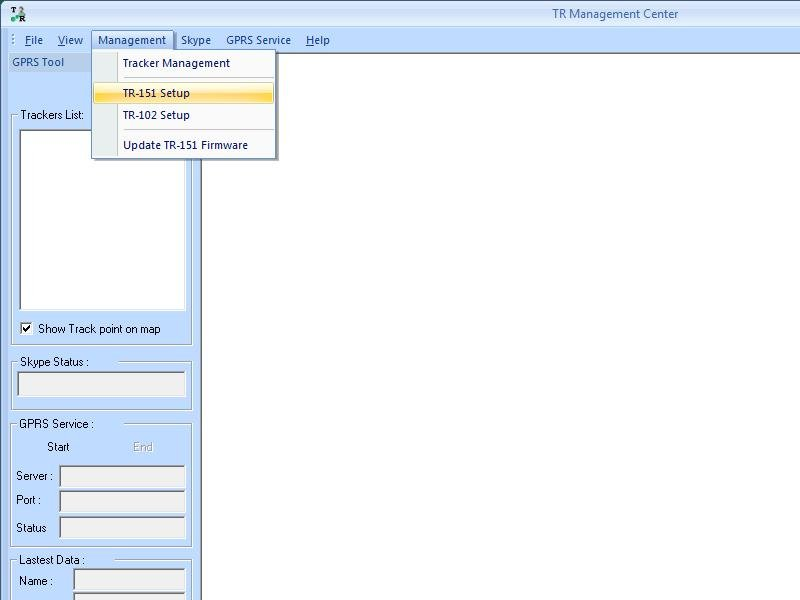 T R
TR Management Center
File View Management Skype GPRS Service Help
GPRS Tool
Tracker Management
TR-151 Setup
TR-102 Setup
Update TR-151 Firmware
Trackers List:
Show Track point on map
Skype Status :
GPRS Service :
Start End
Server :
Port :
Status
Lastest Data :
Name :